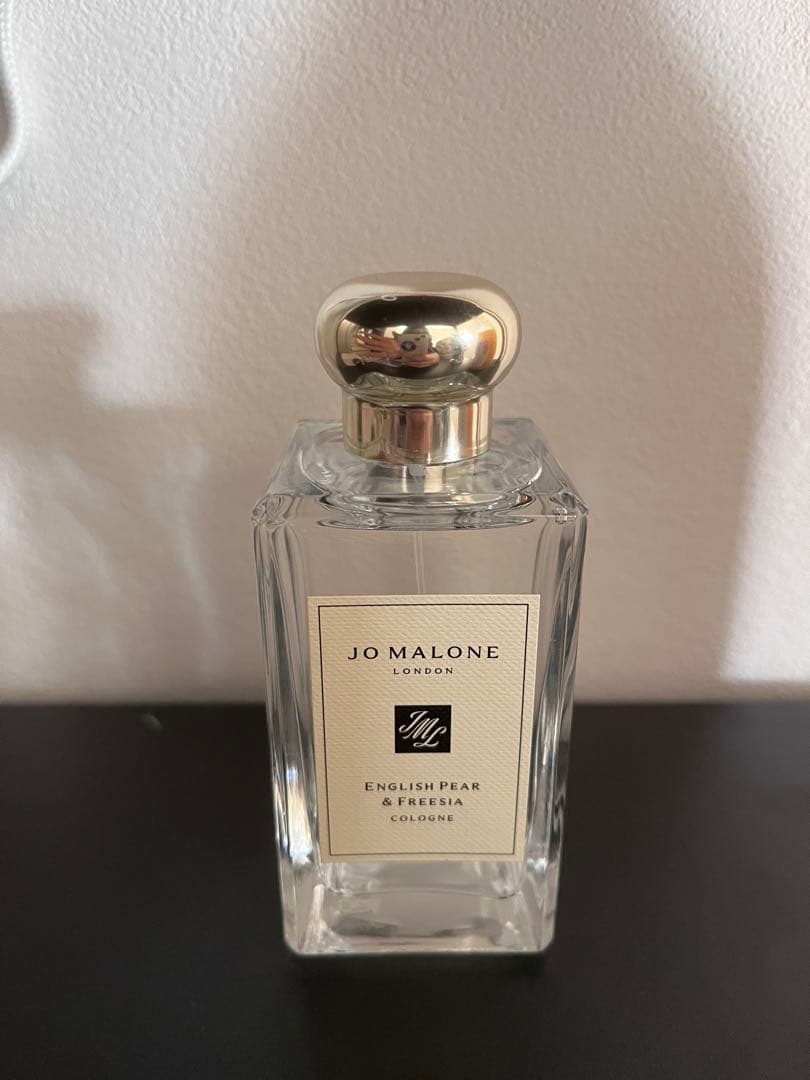 JO MALONE
LONDON
JML
ENGLISH PEAR
& FREESIA
COLOGNE